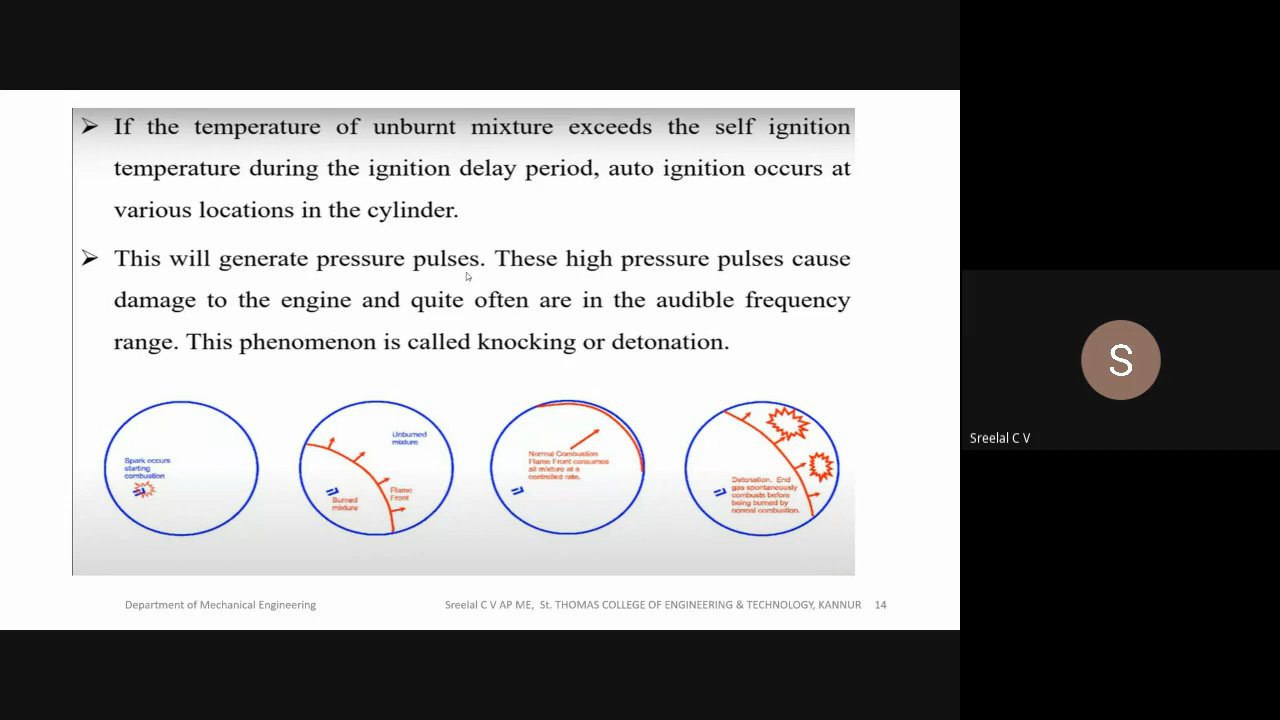 ➢ If the temperature of unburnt mixture exceeds the self ignition
temperature during the ignition delay period, auto ignition occurs at
various locations in the cylinder.
➢ This will generate pressure pulses. These high pressure pulses cause
damage to the engine and quite often are in the audible frequency
range. This phenomenon is called knocking or detonation.
Spark occurs
starting
combustion
Unburned
mixture
Burned
mixture
Flame
Front
Normal Combustion
Flame Front consumes
all mixture at a
controlled rate.
Detonation. End
gas spontaneously
combusts before
being burned by
normal combustion.
Department of Mechanical Engineering
Sreelal C V AP ME, St. THOMAS COLLEGE OF ENGINEERING & TECHNOLOGY, KANNUR 14
S
Sreelal C V